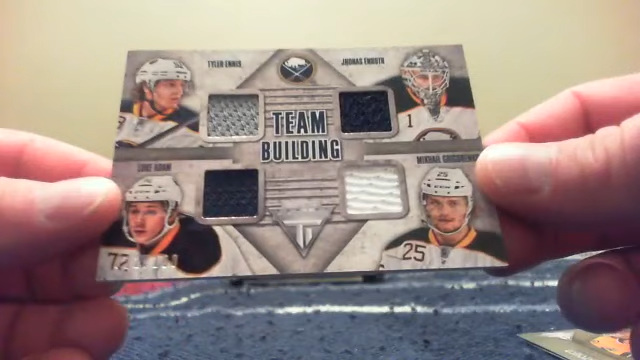 TYLER ENNIS
JHONAS ENROTH
1
TEAM
BUILDING
LUKE ADAM
MIKHAIL GRIGORENKO
25
72
25